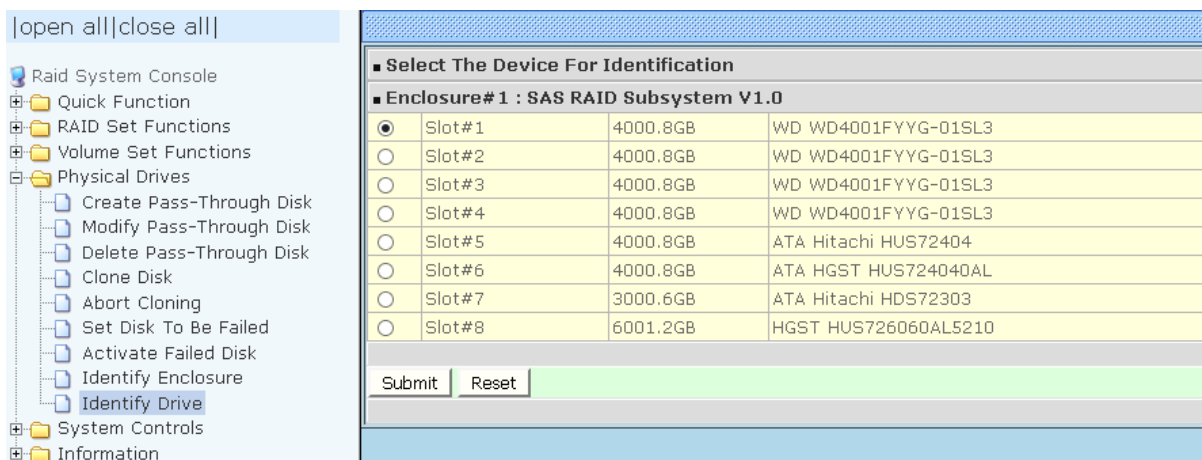 |open all|close all|
Raid System Console
Quick Function
RAID Set Functions
Volume Set Functions
Physical Drives
Create Pass-Through Disk
Modify Pass-Through Disk
Delete Pass-Through Disk
Clone Disk
Abort Cloning
Set Disk To Be Failed
Activate Failed Disk
Identify Enclosure
Identify Drive
System Controls
Information
Select The Device For Identification
Enclosure#1 : SAS RAID Subsystem V1.0
Slot#1 4000.8GB WD WD4001FYYG-01SL3
Slot#2 4000.8GB WD WD4001FYYG-01SL3
Slot#3 4000.8GB WD WD4001FYYG-01SL3
Slot#4 4000.8GB WD WD4001FYYG-01SL3
Slot#5 4000.8GB ATA Hitachi HUS72404
Slot#6 4000.8GB ATA HGST HUS724040AL
Slot#7 3000.6GB ATA Hitachi HDS72303
Slot#8 6001.2GB HGST HUS726060AL5210
Submit Reset